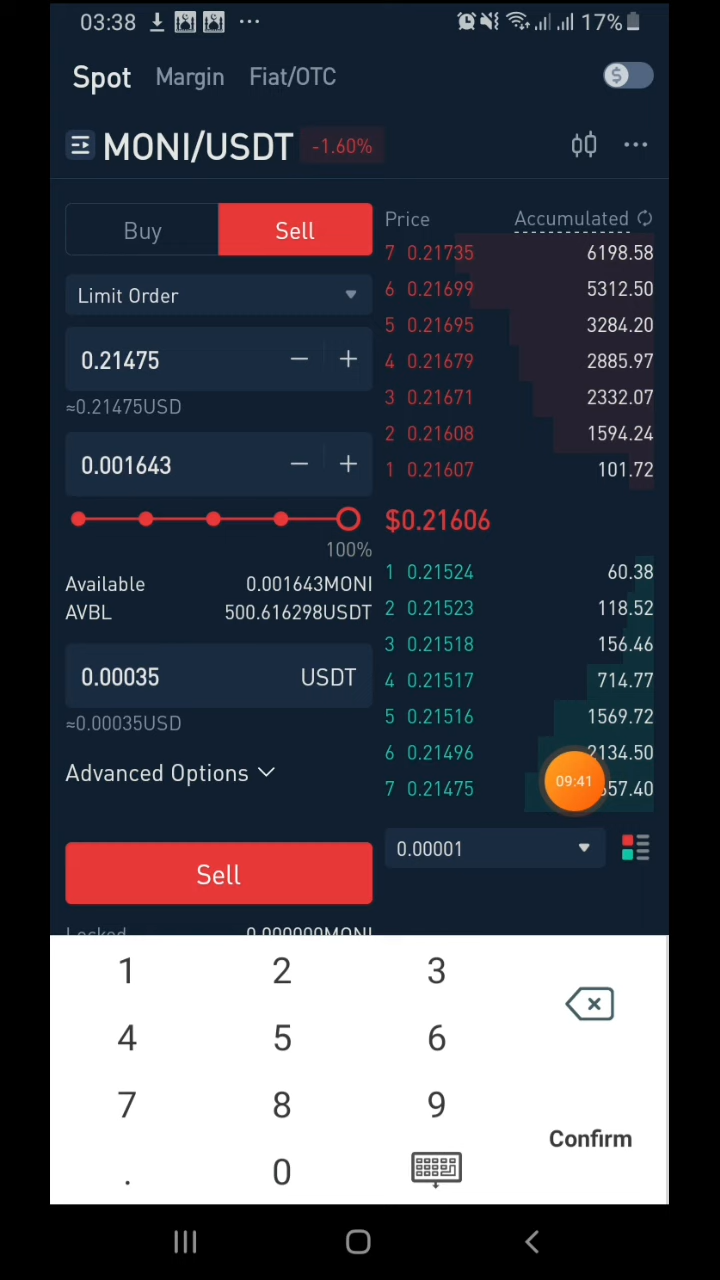 03:38 17%
Spot Margin Fiat/OTC
$
MONI/USDT -1.60%
Buy Sell
Limit Order
0.21475
≈0.21475USD
0.001643
100%
Available 0.001643MONI
AVBL 500.616298USDT
0.00035 USDT
≈0.00035USD
Advanced Options
Sell
Locked 0.000000MONI
Price Accumulated
7 0.21735 6198.58
6 0.21699 5312.50
5 0.21695 3284.20
4 0.21679 2885.97
3 0.21671 2332.07
2 0.21608 1594.24
1 0.21607 101.72
$0.21606
1 0.21524 60.38
2 0.21523 118.52
3 0.21518 156.46
4 0.21517 714.77
5 0.21516 1569.72
6 0.21496 2134.50
7 0.21475
09:41
0.00001
1 2 3
4 5 6
7 8 9
Confirm
. 0